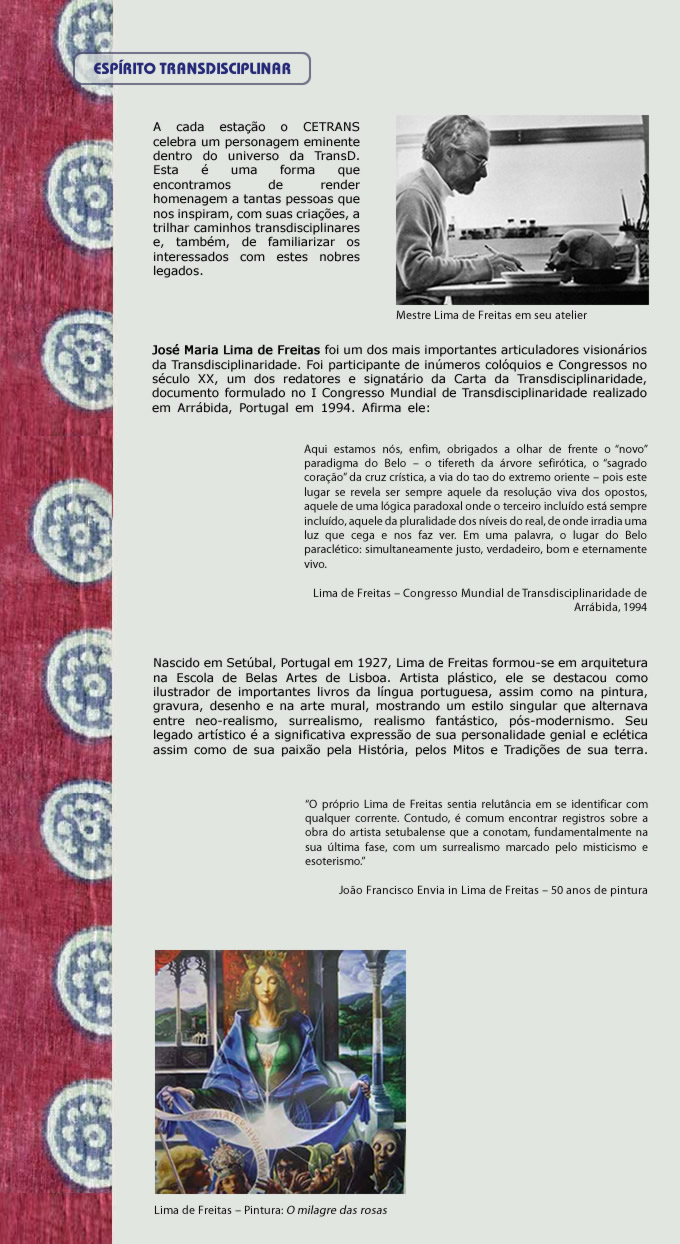 ESPÍRITO TRANSDISCIPLINAR
A cada estação o CETRANS
celebra um personagem eminente
dentro do universo da TransD.
Esta é uma forma que
encontramos de render
homenagem a tantas pessoas que
nos inspiram, com suas criações, a
trilhar caminhos transdisciplinares
e, também, de familiarizar os
interessados com estes nobres
legados.
Mestre Lima de Freitas em seu atelier
José Maria Lima de Freitas foi um dos mais importantes articuladores visionários
da Transdisciplinaridade. Foi participante de inúmeros colóquios e Congressos no
século XX, um dos redatores e signatário da Carta da Transdisciplinaridade,
documento formulado no I Congresso Mundial de Transdisciplinaridade realizado
em Arrábida, Portugal em 1994. Afirma ele:
Aqui estamos nós, enfim, obrigados a olhar de frente o “novo”
paradigma do Belo – o tifereth da árvore sefirótica, o “sagrado
coração” da cruz crística, a via do tao do extremo oriente – pois este
lugar se revela ser sempre aquele da resolução viva dos opostos,
aquele de uma lógica paradoxal onde o terceiro incluído está sempre
incluído, aquele da pluralidade dos níveis do real, de onde irradia uma
luz que cega e nos faz ver. Em uma palavra, o lugar do Belo
paraclético: simultaneamente justo, verdadeiro, bom e eternamente
vivo.
Lima de Freitas – Congresso Mundial de Transdisciplinaridade de
Arrábida, 1994
Nascido em Setúbal, Portugal em 1927, Lima de Freitas formou-se em arquitetura
na Escola de Belas Artes de Lisboa. Artista plástico, ele se destacou como
ilustrador de importantes livros da língua portuguesa, assim como na pintura,
gravura, desenho e na arte mural, mostrando um estilo singular que alternava
entre neo-realismo, surrealismo, realismo fantástico, pós-modernismo. Seu
legado artístico é a significativa expressão de sua personalidade genial e eclética
assim como de sua paixão pela História, pelos Mitos e Tradições de sua terra.
“O próprio Lima de Freitas sentia relutância em se identificar com
qualquer corrente. Contudo, é comum encontrar registros sobre a
obra do artista setubalense que a conotam, fundamentalmente na
sua última fase, com um surrealismo marcado pelo misticismo e
esoterismo.”
João Francisco Envia in Lima de Freitas – 50 anos de pintura
MATER
Lima de Freitas – Pintura: O milagre das rosas